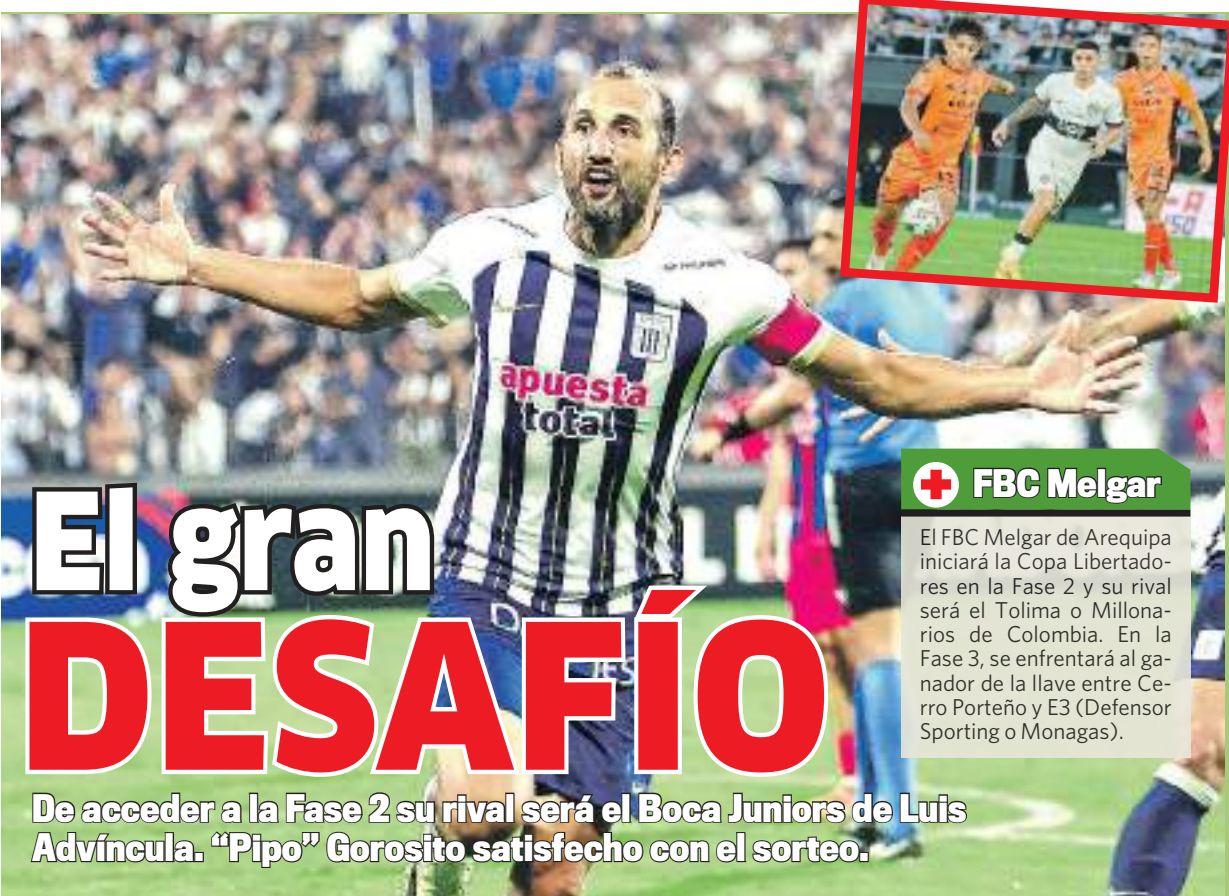 apuesta
total
El gran
DESAFÍO
De acceder a la Fase 2 su rival será el Boca Juniors de Luis
Advíncula. “Pipo” Gorosito satisfecho con el sorteo.
FBC Melgar
El FBC Melgar de Arequipa
iniciará la Copa Libertado-
res en la Fase 2 y su rival
será el Tolima o Millona-
rios de Colombia. En la
Fase 3, se enfrentará al ga-
nador de la llave entre Ce-
rro Porteño y E3 (Defensor
Sporting o Monagas).